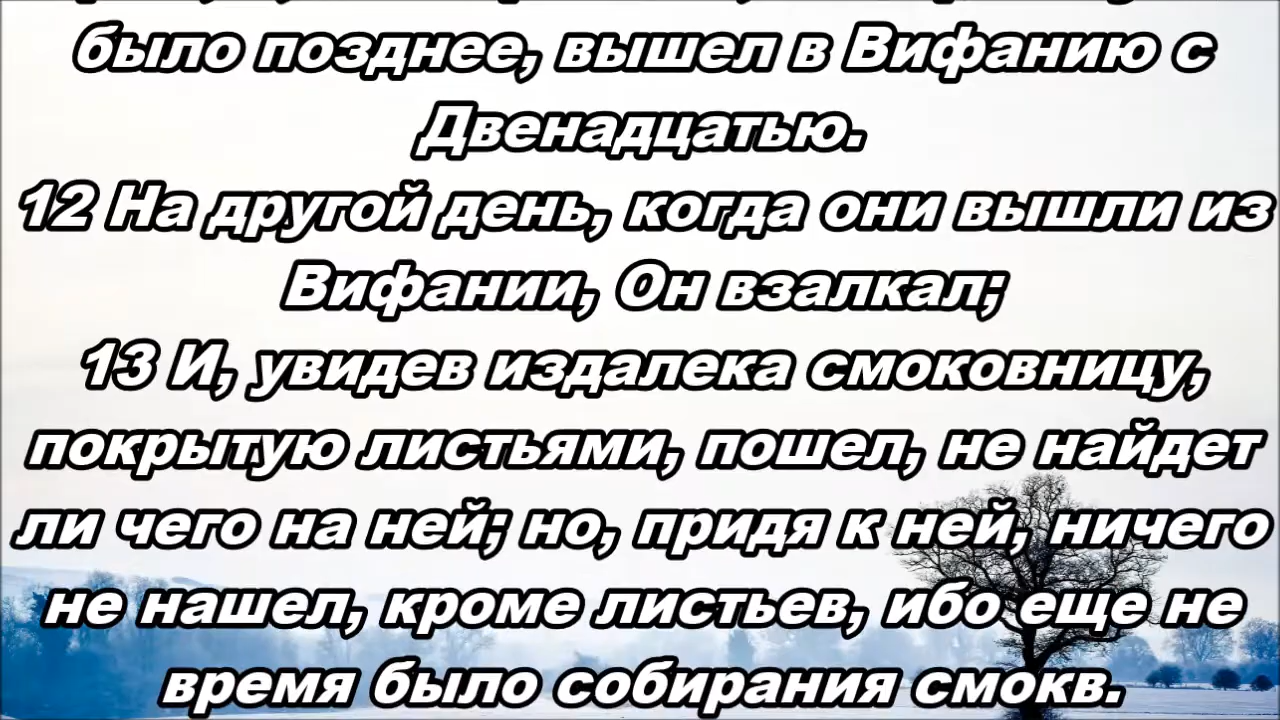 было позднее, вышел в Вифанию с
Двенадцатью.
12 На другой день, когда они вышли из
Вифании, Он взалкал;
13 И, увидев издалека смоковницу,
покрытую листьями, пошел, не найдет
ли чего на ней; но, придя к ней, ничего
не нашел, кроме листьев, ибо еще не
время было собирания смокв.